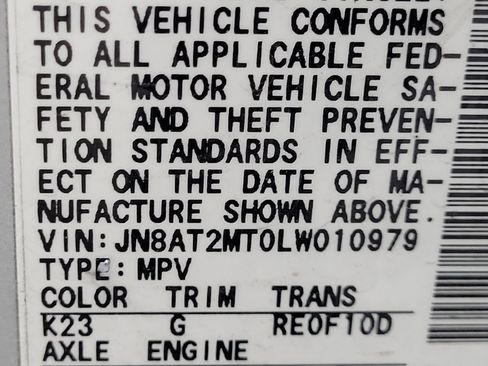 THIS VEHICLE CONFORMS
TO ALL APPLICABLE FED-
ERAL MOTOR VEHICLE SA-
FETY AND THEFT PREVEN-
TION STANDARDS IN EFF-
ECT ON THE DATE OF MA-
NUFACTURE SHOWN ABOVE.
VIN:JN8AT2MT0LW010979
TYPE:MPV
COLOR TRIM TRANS
K23 G RE0F10D
AXLE ENGINE